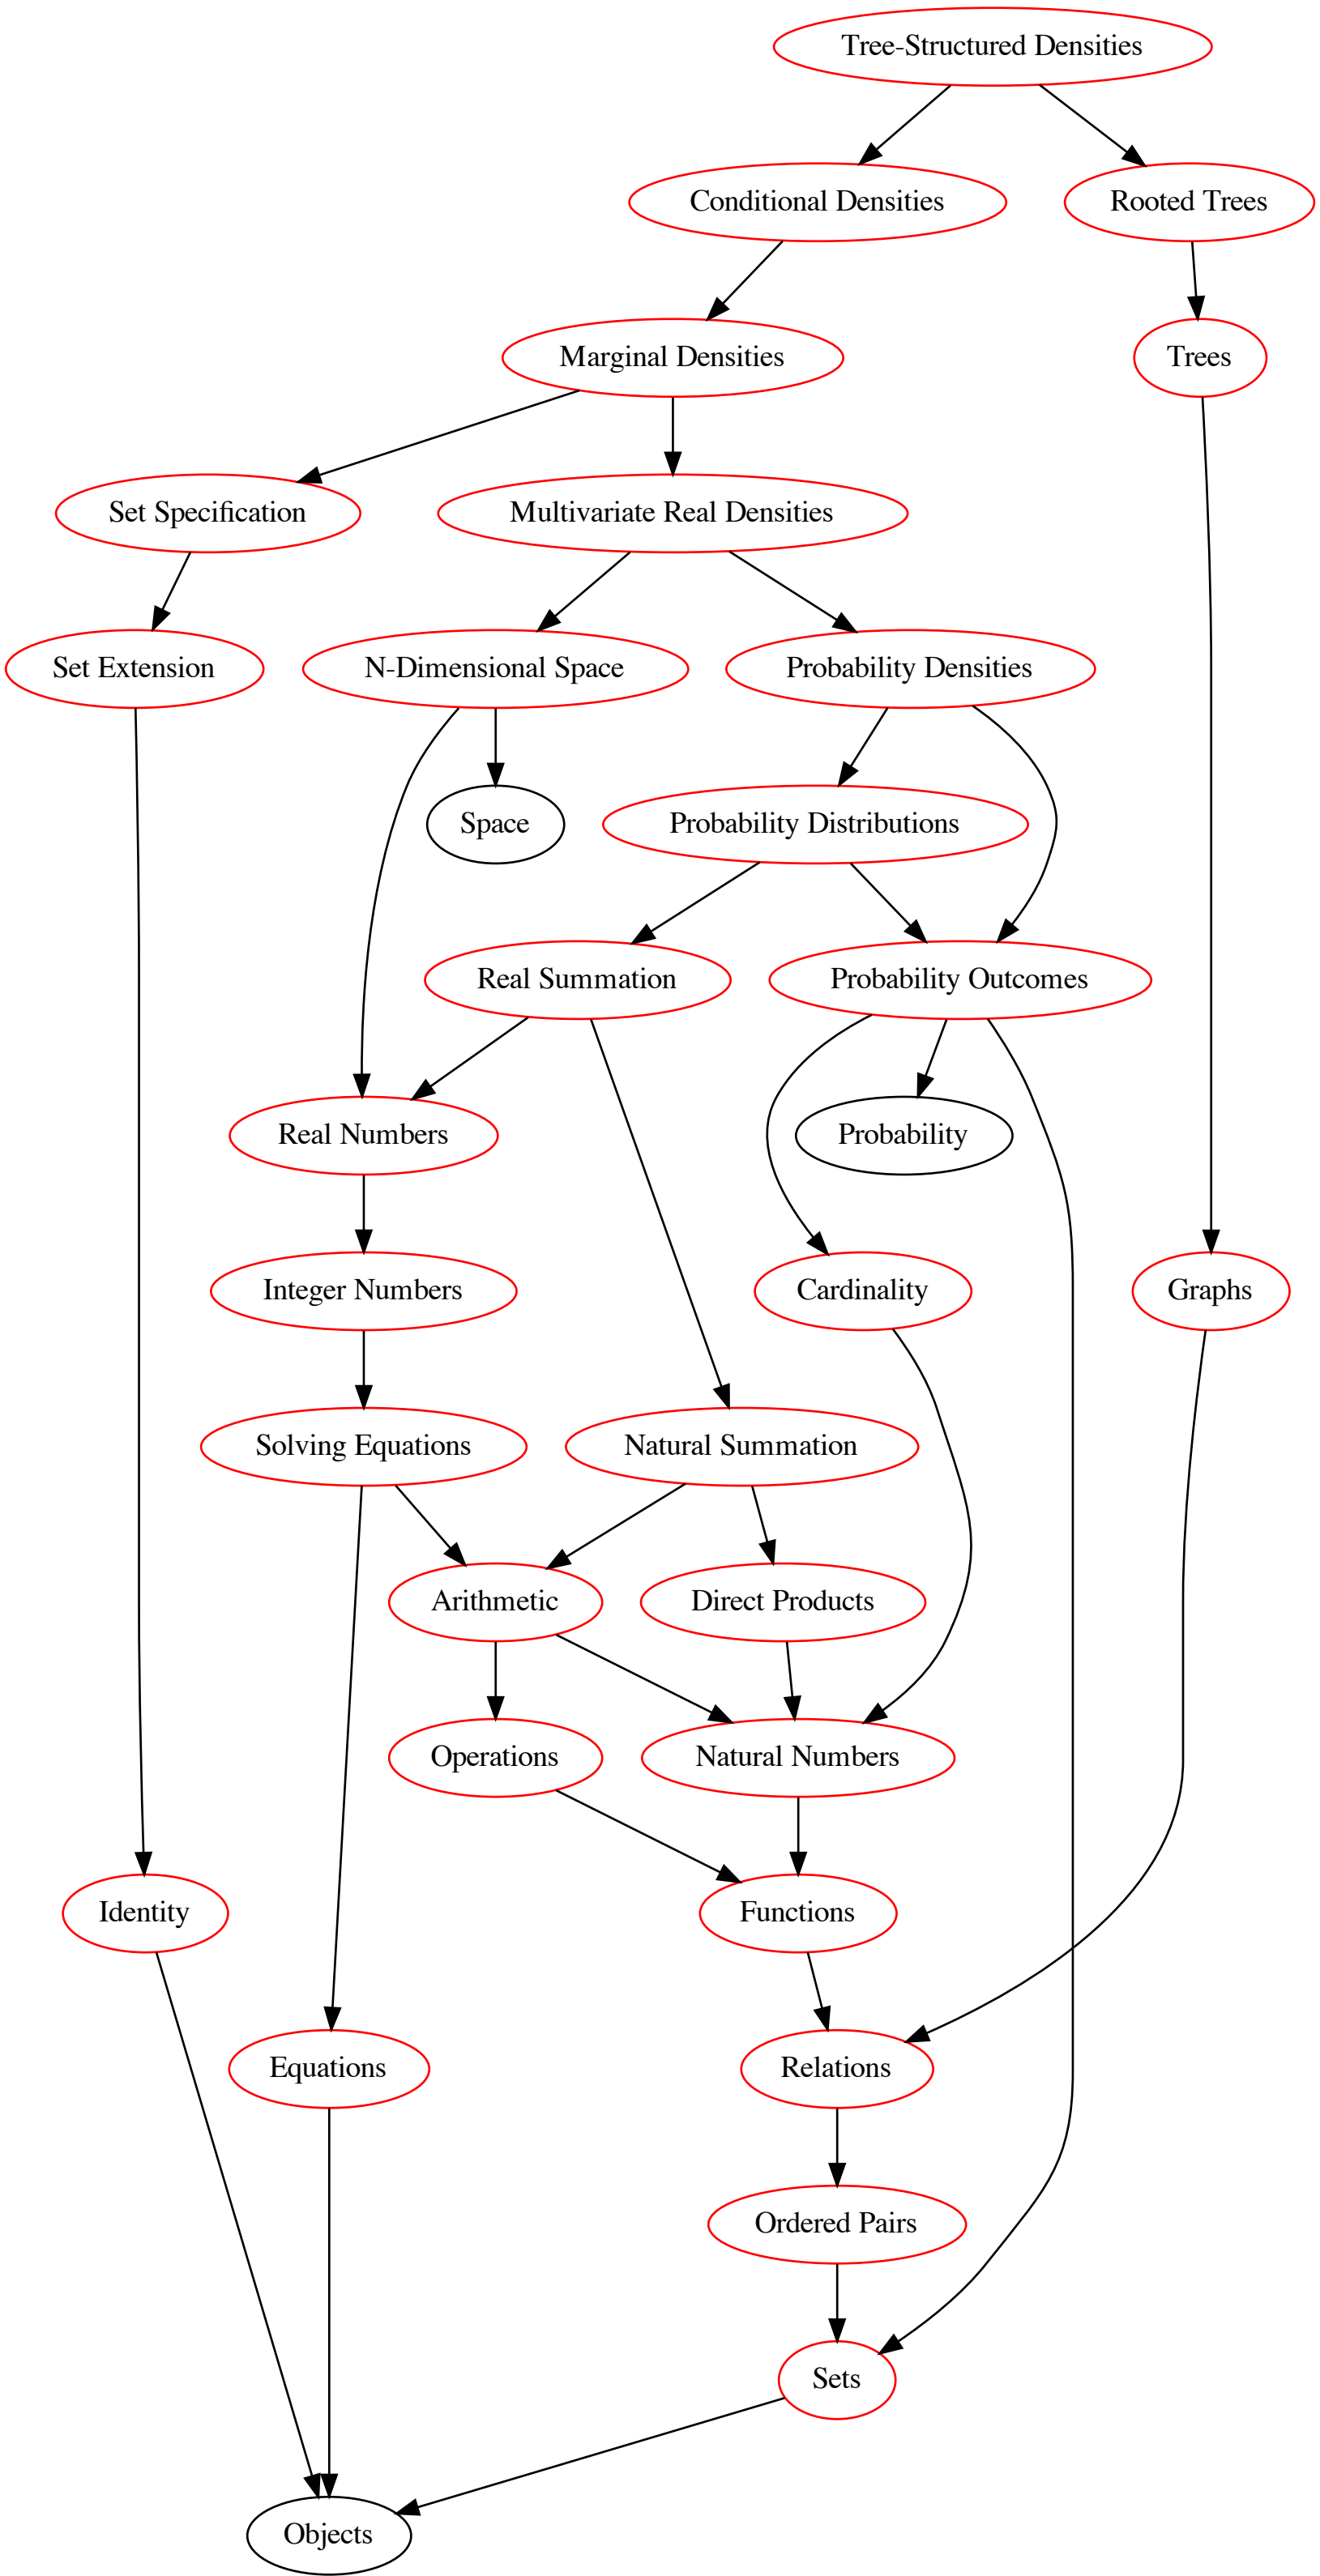 Tree-Structured Densities
Conditional Densities
Rooted Trees
Marginal Densities
Trees
Set Specification
Multivariate Real Densities
Set Extension
N-Dimensional Space
Probability Densities
Space
Probability Distributions
Real Summation
Probability Outcomes
Real Numbers
Probability
Integer Numbers
Cardinality
Graphs
Solving Equations
Natural Summation
Arithmetic
Direct Products
Operations
Natural Numbers
Identity
Functions
Equations
Relations
Ordered Pairs
Sets
Objects